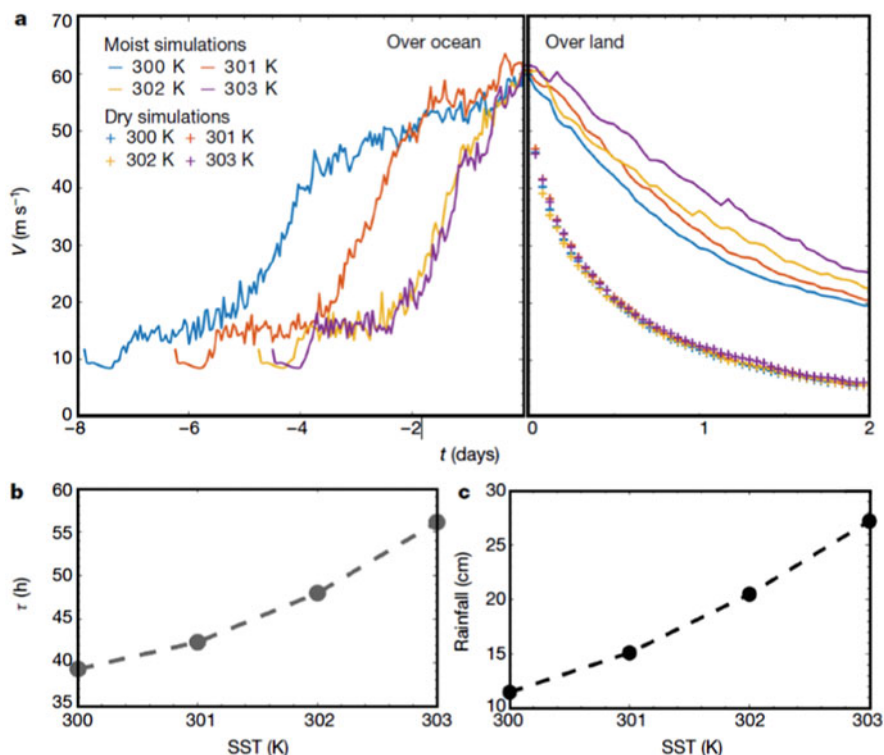 a
70
60
50
40
30
20
10
0
V (m s⁻¹)
Moist simulations
300 K 301 K
302 K 303 K
Dry simulations
300 K 301 K
302 K 303 K
Over ocean
Over land
−8 −6 −4 −2 0 1 2
t (days)
b
60
55
50
45
40
35
τ (h)
300 301 302 303
SST (K)
c
30
25
20
15
10
Rainfall (cm)
300 301 302 303
SST (K)